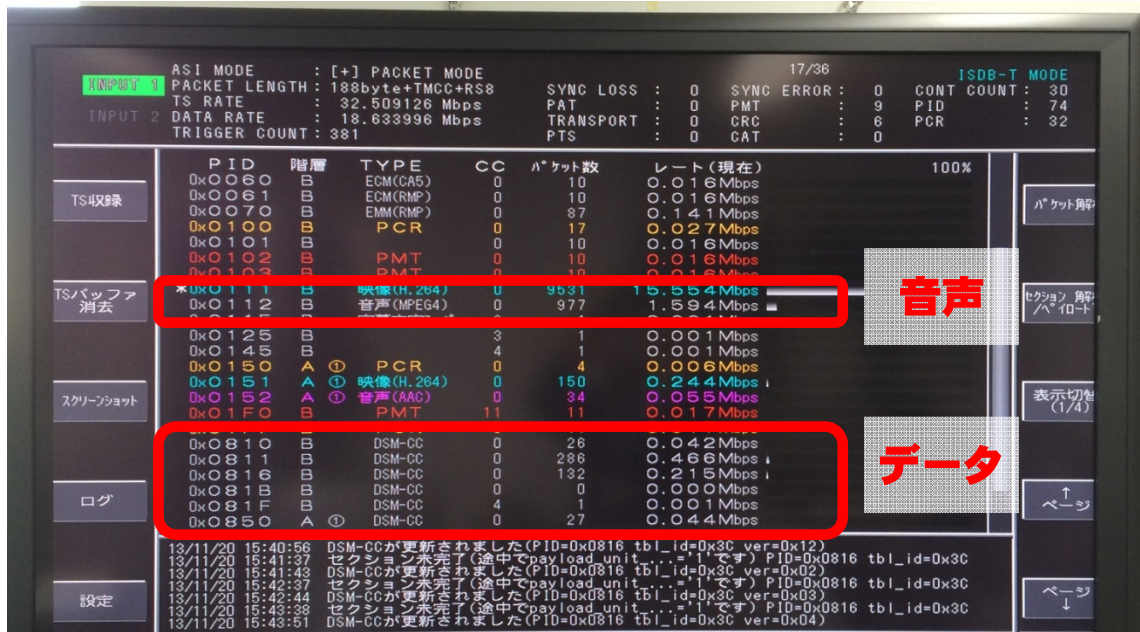 INPUT 1
INPUT 2
ASI MODE : [+] PACKET MODE
PACKET LENGTH : 188byte+TMCC+RS8
TS RATE : 32.509126 Mbps
DATA RATE : 18.633996 Mbps
TRIGGER COUNT : 381
17/36
ISDB-T MODE
SYNC LOSS : 0 SYNC ERROR : 0 CONT COUNT : 30
PAT : 0 PMT : 9 PID : 74
TRANSPORT : 0 CRC : 6 PCR : 32
PTS : 0 CAT : 0
PID 階層 TYPE CC パケット数 レート(現在) 100%
0x0060 B ECM(CA5) 0 10 0.016Mbps
0x0061 B ECM(RMP) 0 10 0.016Mbps
0x0070 B EMM(RMP) 0 87 0.141Mbps
0x0100 B PCR 0 17 0.027Mbps
0x0101 B 0 10 0.016Mbps
0x0102 B PMT 0 10 0.016Mbps
0x0103 B PMT 0 10 0.016Mbps
*0x0111 B 映像(H.264) 0 9531 15.554Mbps
0x0112 B 音声(MPEG4) 0 977 1.594Mbps
0x0125 B 3 1 0.001Mbps
0x0145 B 4 1 0.001Mbps
0x0150 A ① PCR 0 4 0.006Mbps
0x0151 A ① 映像(H.264) 0 150 0.244Mbps
0x0152 A ① 音声(AAC) 0 34 0.055Mbps
0x01F0 B PMT 11 11 0.017Mbps
0x0810 B DSM-CC 0 26 0.042Mbps
0x0811 B DSM-CC 0 286 0.466Mbps
0x0816 B DSM-CC 0 132 0.215Mbps
0x081B B DSM-CC 0 0 0.000Mbps
0x081F B DSM-CC 4 1 0.001Mbps
0x0850 A ① DSM-CC 0 27 0.044Mbps
音声
データ
TS収録
TSバッファ
消去
スクリーンショット
ログ
設定
パケット解
セクション 解
/ペイロード
表示切替
(1/4)
↑
ページ
ページ
↓
13/11/20 15:40:56 DSM-CCが更新されました(PID=0x0816 tbl_id=0x3C ver=0x12)
13/11/20 15:41:37 セクション未完了(途中でpayload_unit_...='1'です) PID=0x0816 tbl_id=0x3C
13/11/20 15:41:43 DSM-CCが更新されました(PID=0x0816 tbl_id=0x3C ver=0x02)
13/11/20 15:42:37 セクション未完了(途中でpayload_unit_...='1'です) PID=0x0816 tbl_id=0x3C
13/11/20 15:42:44 DSM-CCが更新されました(PID=0x0816 tbl_id=0x3C ver=0x03)
13/11/20 15:43:38 セクション未完了(途中でpayload_unit_...='1'です) PID=0x0816 tbl_id=0x3C
13/11/20 15:43:51 DSM-CCが更新されました(PID=0x0816 tbl_id=0x3C ver=0x04)